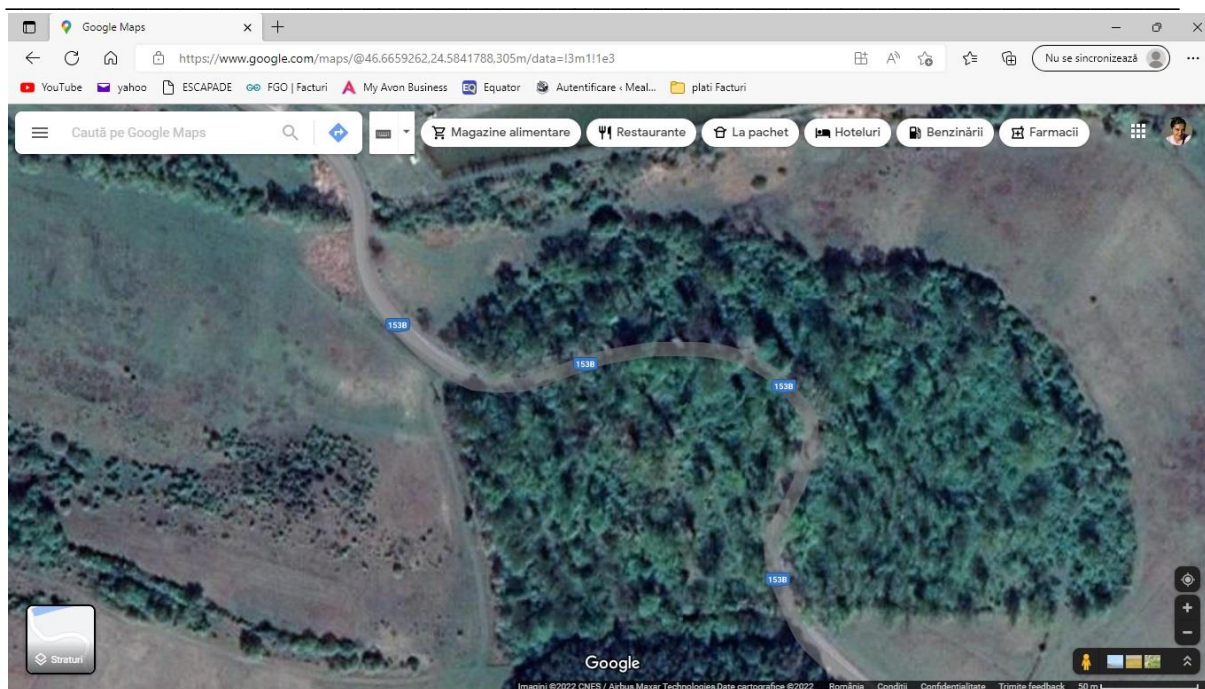 Google Maps
https://www.google.com/maps/@46.6659262,24.5841788,305m/data=!3m1!1e3
Nu se sincronizează
YouTube yahoo ESCAPADE FGO | Facturi My Avon Business Equator Autentificare ‹ Meal... plati Facturi
Caută pe Google Maps
Magazine alimentare Restaurante La pachet Hoteluri Benzinării Farmacii
153B
153B
153B
153B
Straturi
Google
Imagini ©2022 CNES / Airbus, Maxar Technologies, Date cartografice ©2022 România Condiții Confidențialitate Trimite feedback 50 m